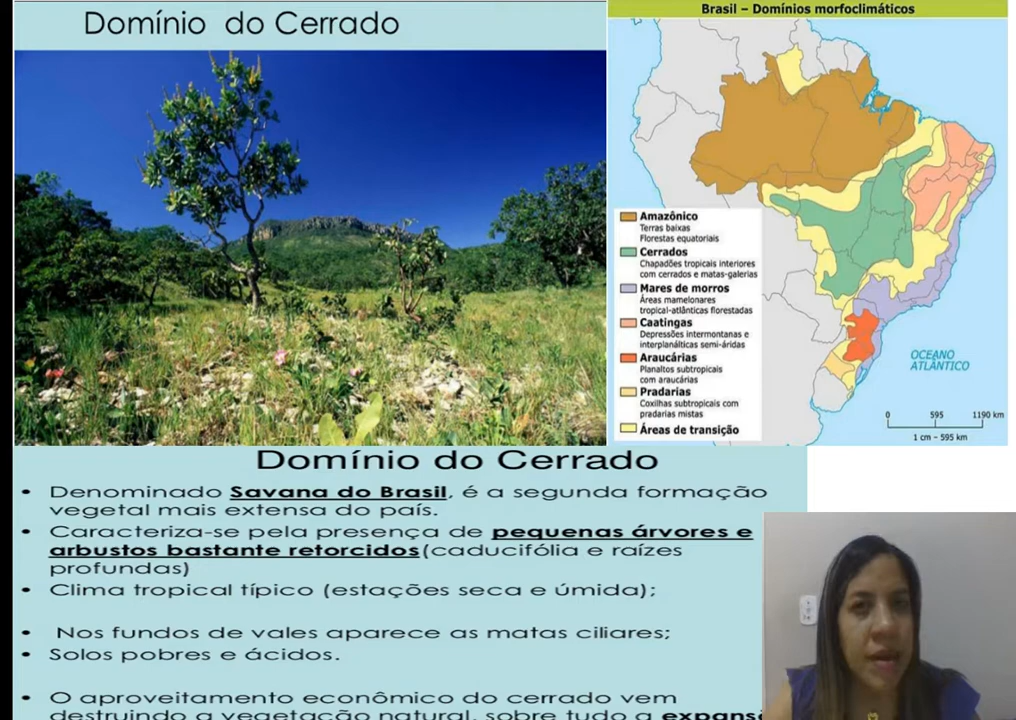 Domínio do Cerrado
Brasil – Domínios morfoclimáticos
Amazônico
Terras baixas
Florestas equatoriais
Cerrados
Chapadões tropicais interiores
com cerrados e matas-galerias
Mares de morros
Áreas mamelonares
tropical-atlânticas florestadas
Caatingas
Depressões intermontanas e
interplanálticas semi-áridas
Araucárias
Planaltos subtropicais
com araucárias
Pradarias
Coxilhas subtropicais com
pradarias mistas
Áreas de transição
OCEANO
ATLÂNTICO
0 595 1190 km
1 cm – 595 km
Domínio do Cerrado
• Denominado Savana do Brasil, é a segunda formação
vegetal mais extensa do país.
• Caracteriza-se pela presença de pequenas árvores e
arbustos bastante retorcidos(caducifólia e raízes
profundas)
• Clima tropical típico (estações seca e úmida);
• Nos fundos de vales aparece as matas ciliares;
• Solos pobres e ácidos.
• O aproveitamento econômico do cerrado vem
destruindo a vegetação natural, sobre tudo a